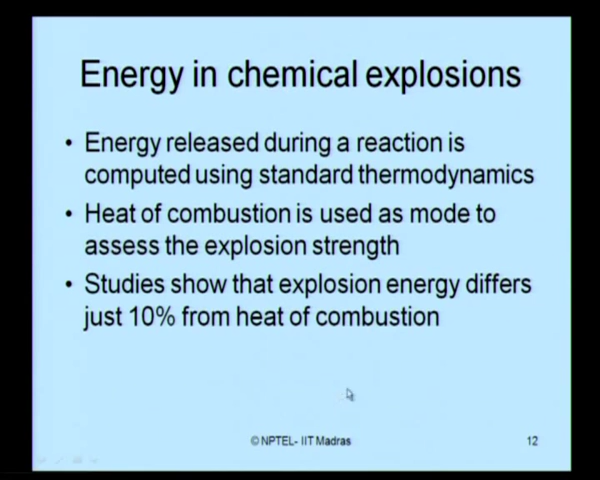 Energy in chemical explosions
• Energy released during a reaction is
computed using standard thermodynamics
• Heat of combustion is used as mode to
assess the explosion strength
• Studies show that explosion energy differs
just 10% from heat of combustion
© NPTEL- IIT Madras
12